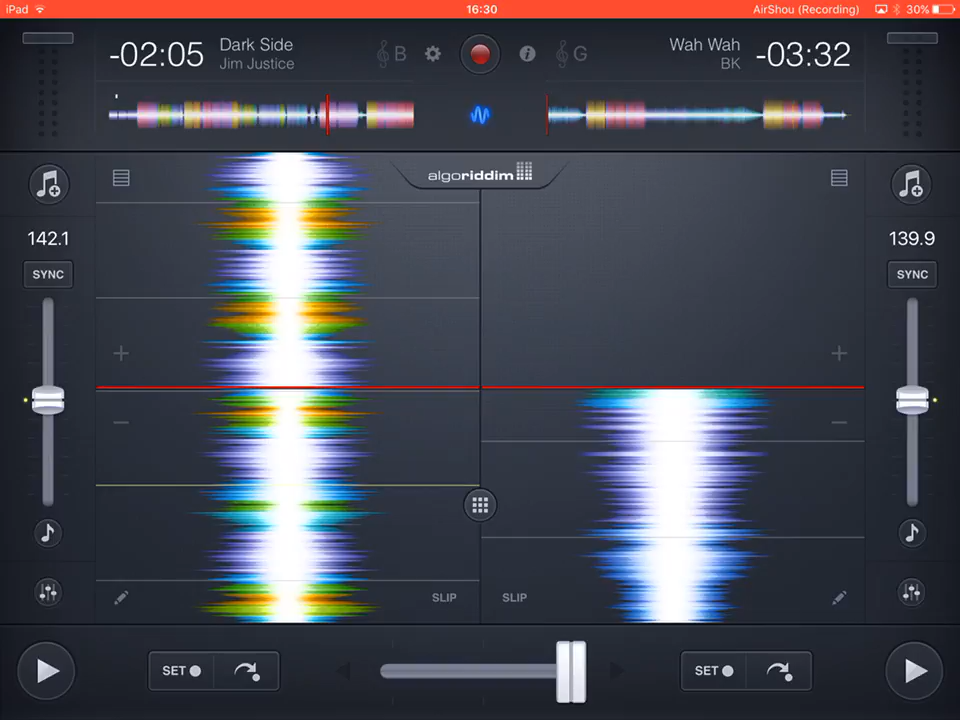 iPad 16:30 AirShou (Recording) 30%
-02:05 Dark Side B G Wah Wah -03:32
Jim Justice BK
algoriddim
142.1 139.9
SYNC SYNC
SLIP SLIP
SET SET